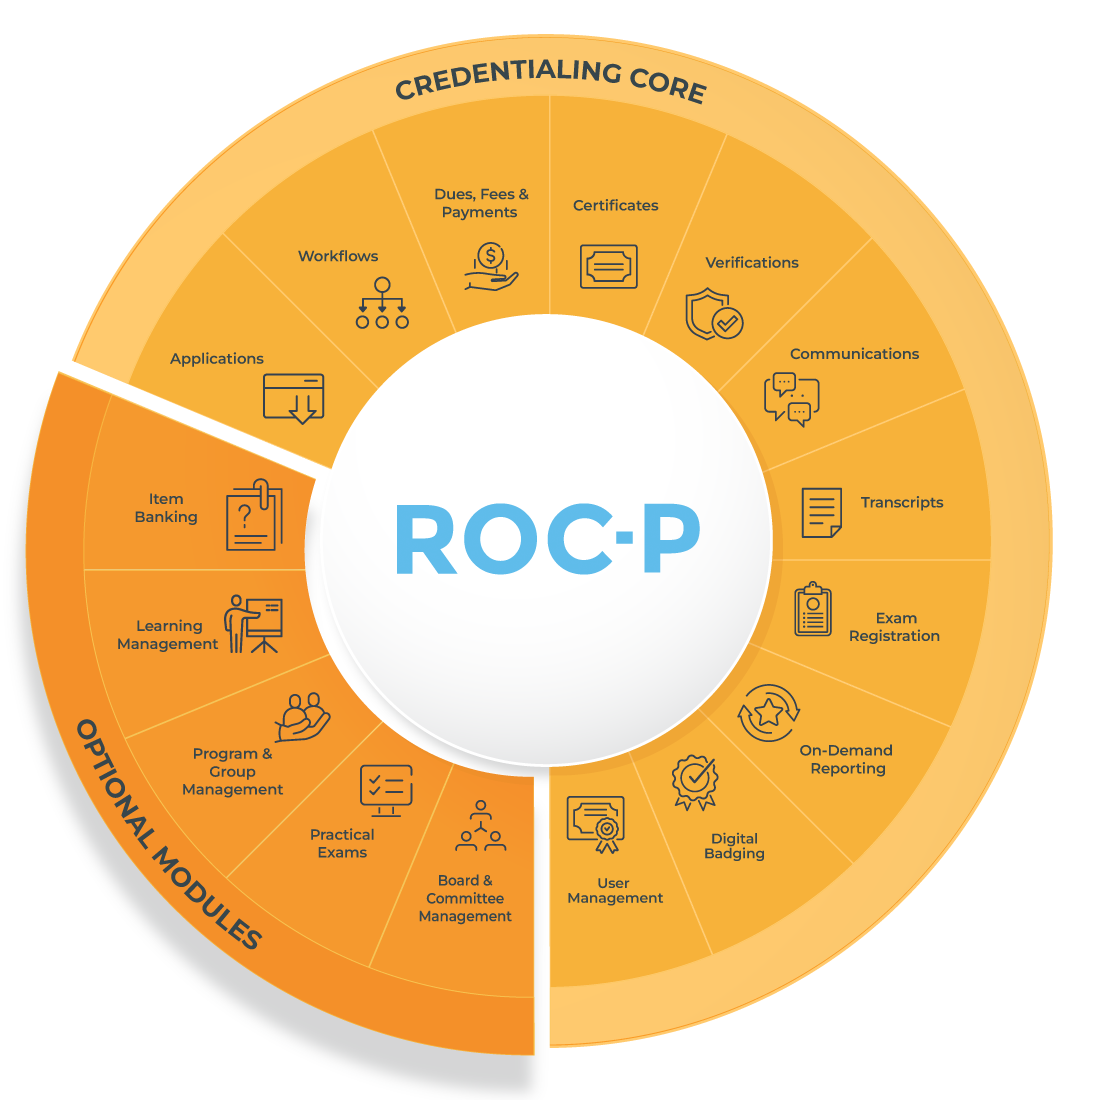 CREDENTIALING CORE
Dues, Fees &
Payments
Certificates
Workflows
Verifications
Applications
Communications
Item
Banking
Transcripts
Learning
Management
Exam
Registration
Program &
Group
Management
On-Demand
Reporting
Practical
Exams
Digital
Badging
Board &
Committee
Management
User
Management
OPTIONAL MODULES
ROC-P
$
?